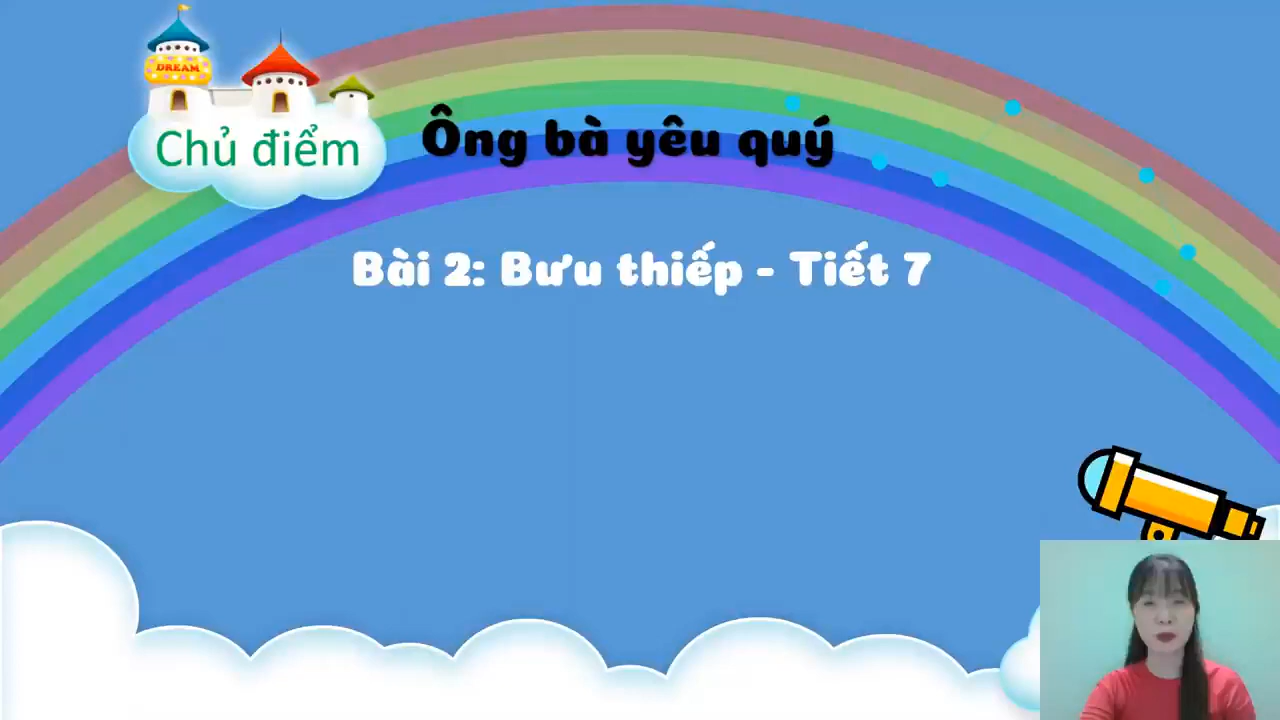 DREAM
Chủ điểm
Ông bà yêu quý
Bài 2: Bưu thiếp - Tiết 7